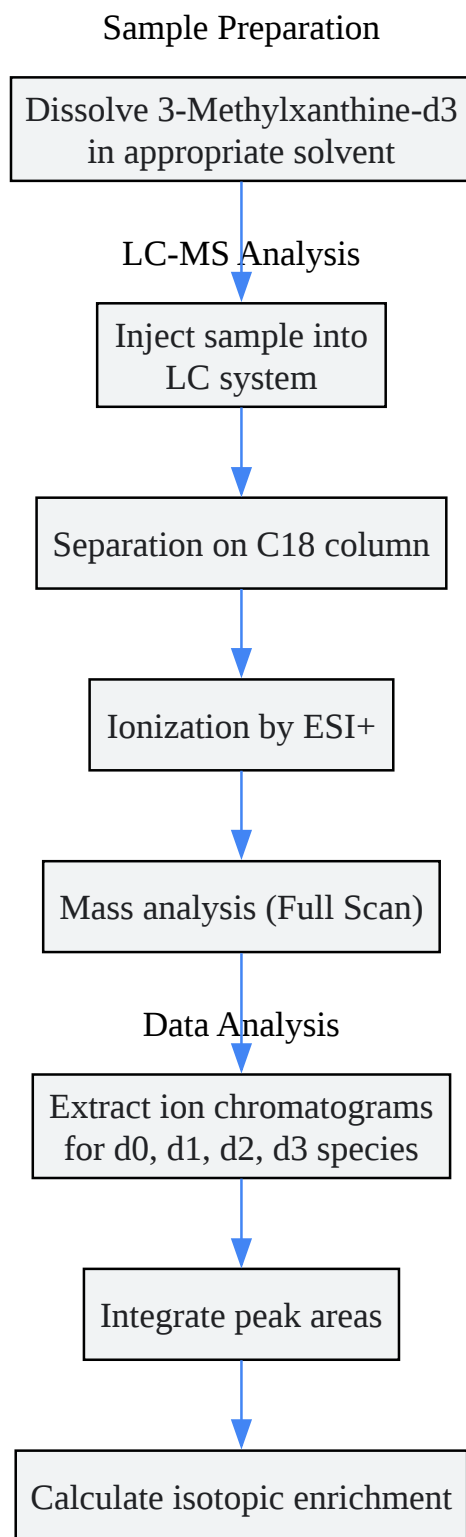 Sample Preparation
Dissolve 3-Methylxanthine-d3
in appropriate solvent
LC-MS Analysis
Inject sample into
LC system
Separation on C18 column
Ionization by ESI+
Mass analysis (Full Scan)
Data Analysis
Extract ion chromatograms
for d0, d1, d2, d3 species
Integrate peak areas
Calculate isotopic enrichment